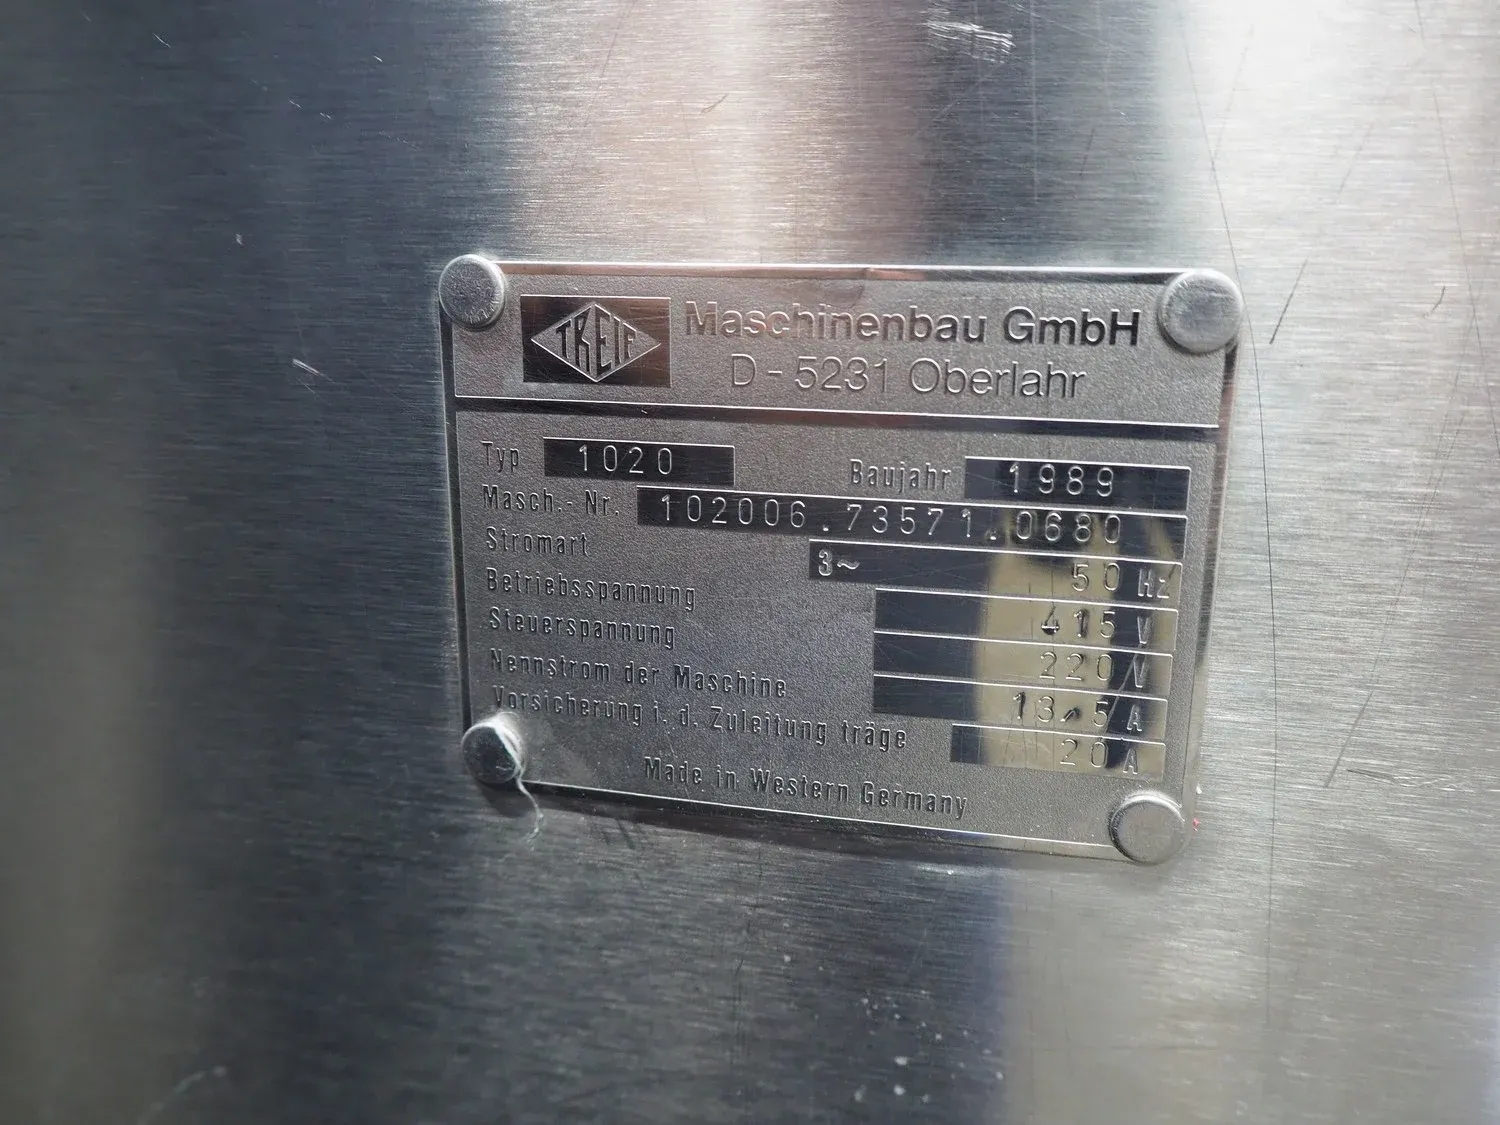 TREIF Maschinenbau GmbH
D-5231 Oberlahr
Typ 1020 Baujahr 1989
Masch.-Nr. 102006.73571.0680
Stromart 3~ 50 Hz
Betriebsspannung 415 V
Steuerspannung 220 V
Nennstrom der Maschine 13,5 A
Vorsicherung i. d. Zuleitung träge 20 A
Made in Western Germany